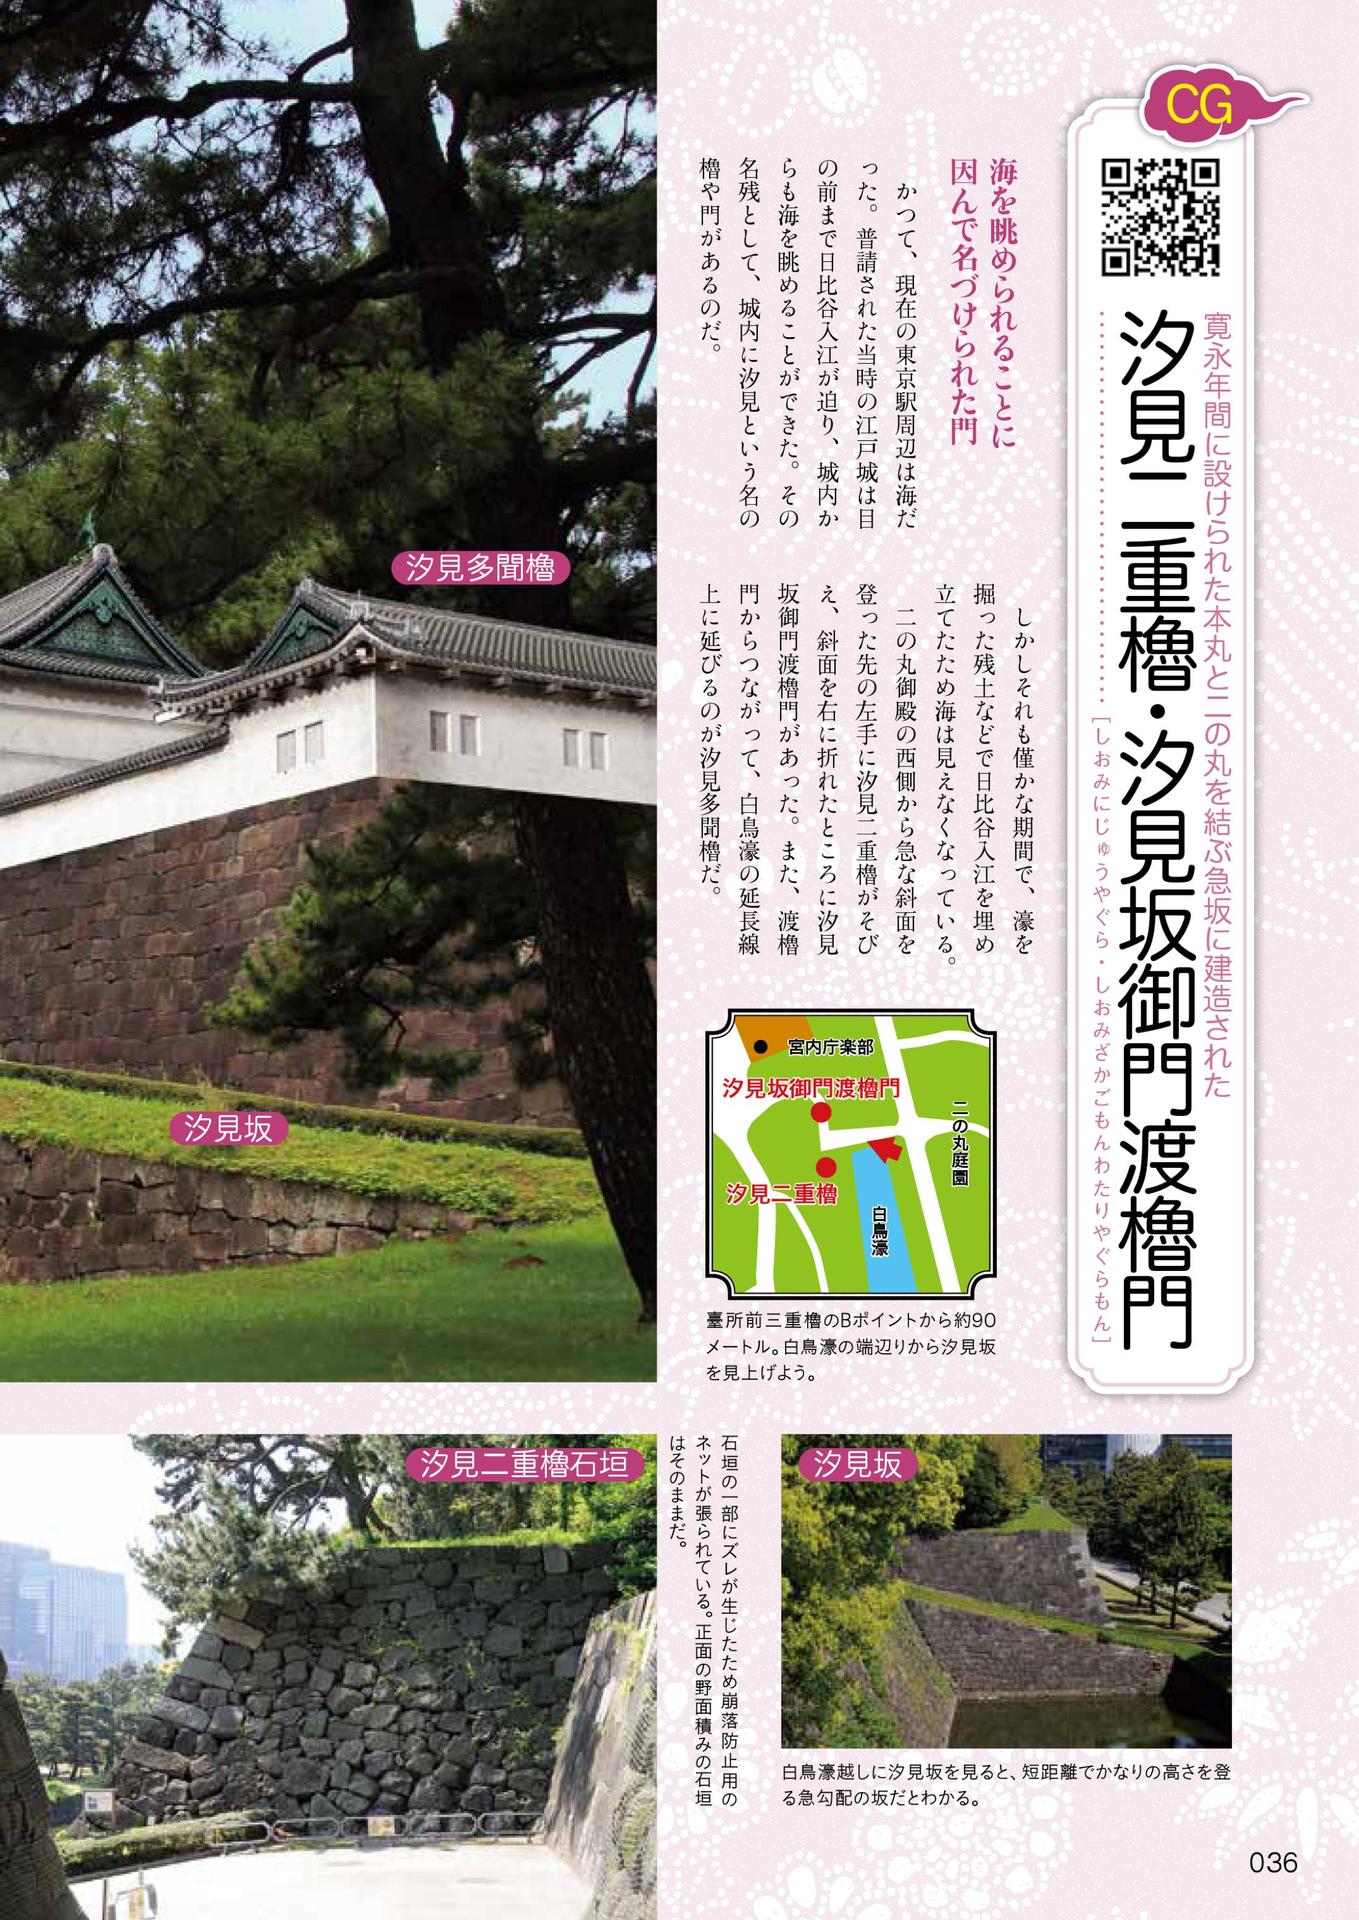 CG
寛永年間に設けられた本丸と二の丸を結ぶ急坂に建造された
汐見二重櫓・汐見坂御門渡櫓門
［しおみにじゅうやぐら・しおみざかごもんわたりやぐらもん］
海を眺められることに
因んで名づけられた門
かつて、現在の東京駅周辺は海だ
った。普請された当時の江戸城は目
の前まで日比谷入江が迫り、城内か
らも海を眺めることができた。その
名残として、城内に汐見という名の
櫓や門があるのだ。
しかしそれも僅かな期間で、濠を
掘った残土などで日比谷入江を埋め
立てたため海は見えなくなっている。
二の丸御殿の西側から急な斜面を
登った先の左手に汐見二重櫓がそび
え、斜面を右に折れたところに汐見
坂御門渡櫓門があった。また、渡櫓
門からつながって、白鳥濠の延長線
上に延びるのが汐見多聞櫓だ。
汐見多聞櫓
汐見坂
宮内庁楽部
汐見坂御門渡櫓門
二の丸庭園
汐見二重櫓
白鳥濠
臺所前三重櫓のBポイントから約90
メートル。白鳥濠の端辺りから汐見坂
を見上げよう。
汐見坂
白鳥濠越しに汐見坂を見ると、短距離でかなりの高さを登
る急勾配の坂だとわかる。
汐見二重櫓石垣
石垣の一部にズレが生じたため崩落防止用の
ネットが張られている。正面の野面積みの石垣
はそのままだ。
036